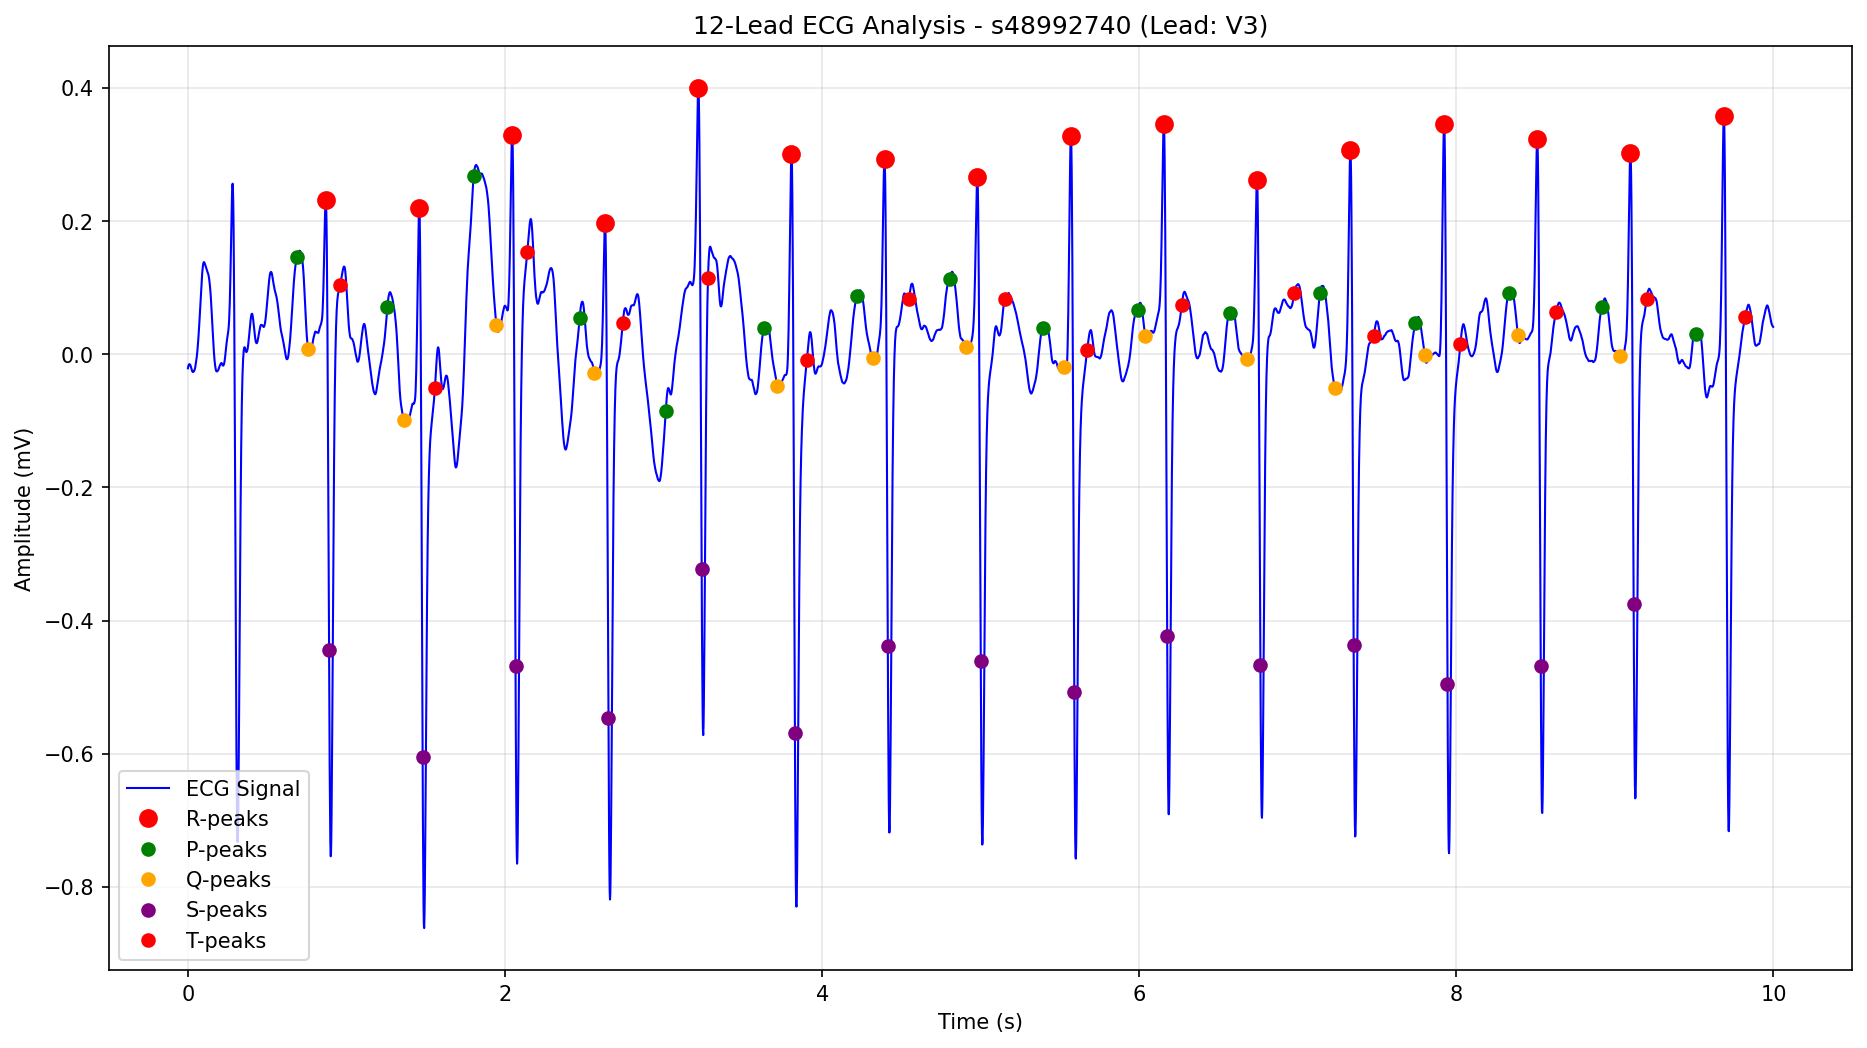 12-Lead ECG Analysis - s48992740 (Lead: V3)
Amplitude (mV)
0.4
0.2
0.0
−0.2
−0.4
−0.6
−0.8
ECG Signal
R-peaks
P-peaks
Q-peaks
S-peaks
T-peaks
0 2 4 6 8 10
Time (s)